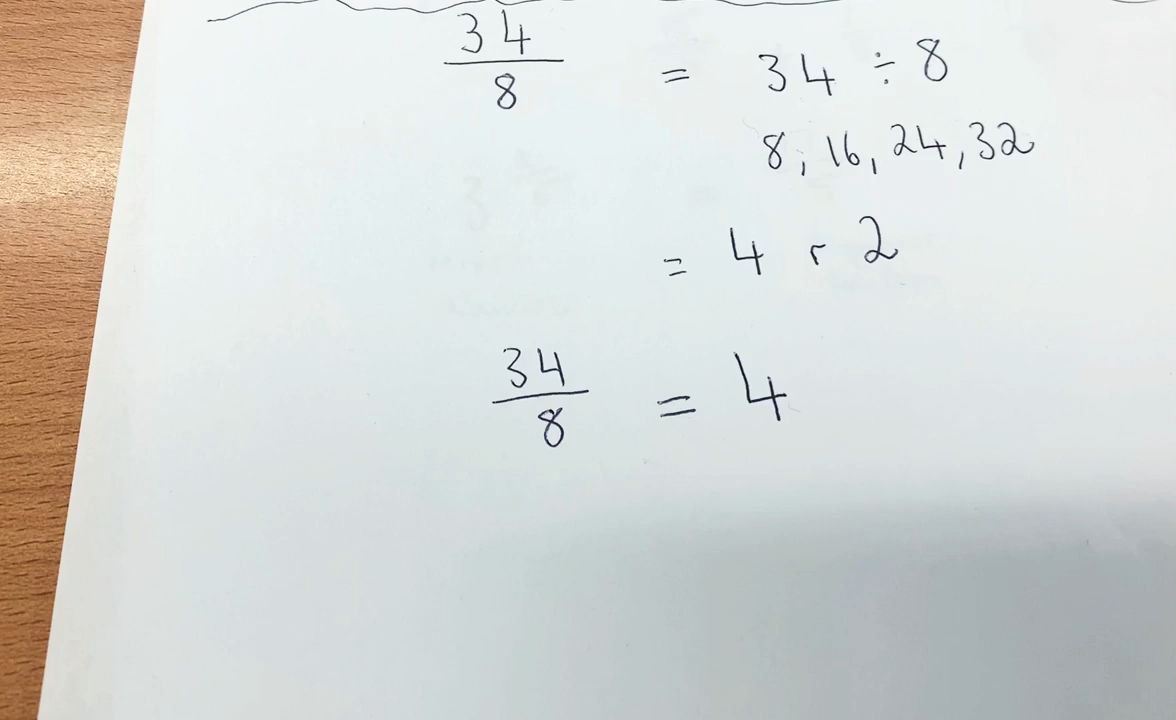 34/8 = 34 ÷ 8
8, 16, 24, 32
= 4 r 2
34/8 = 4